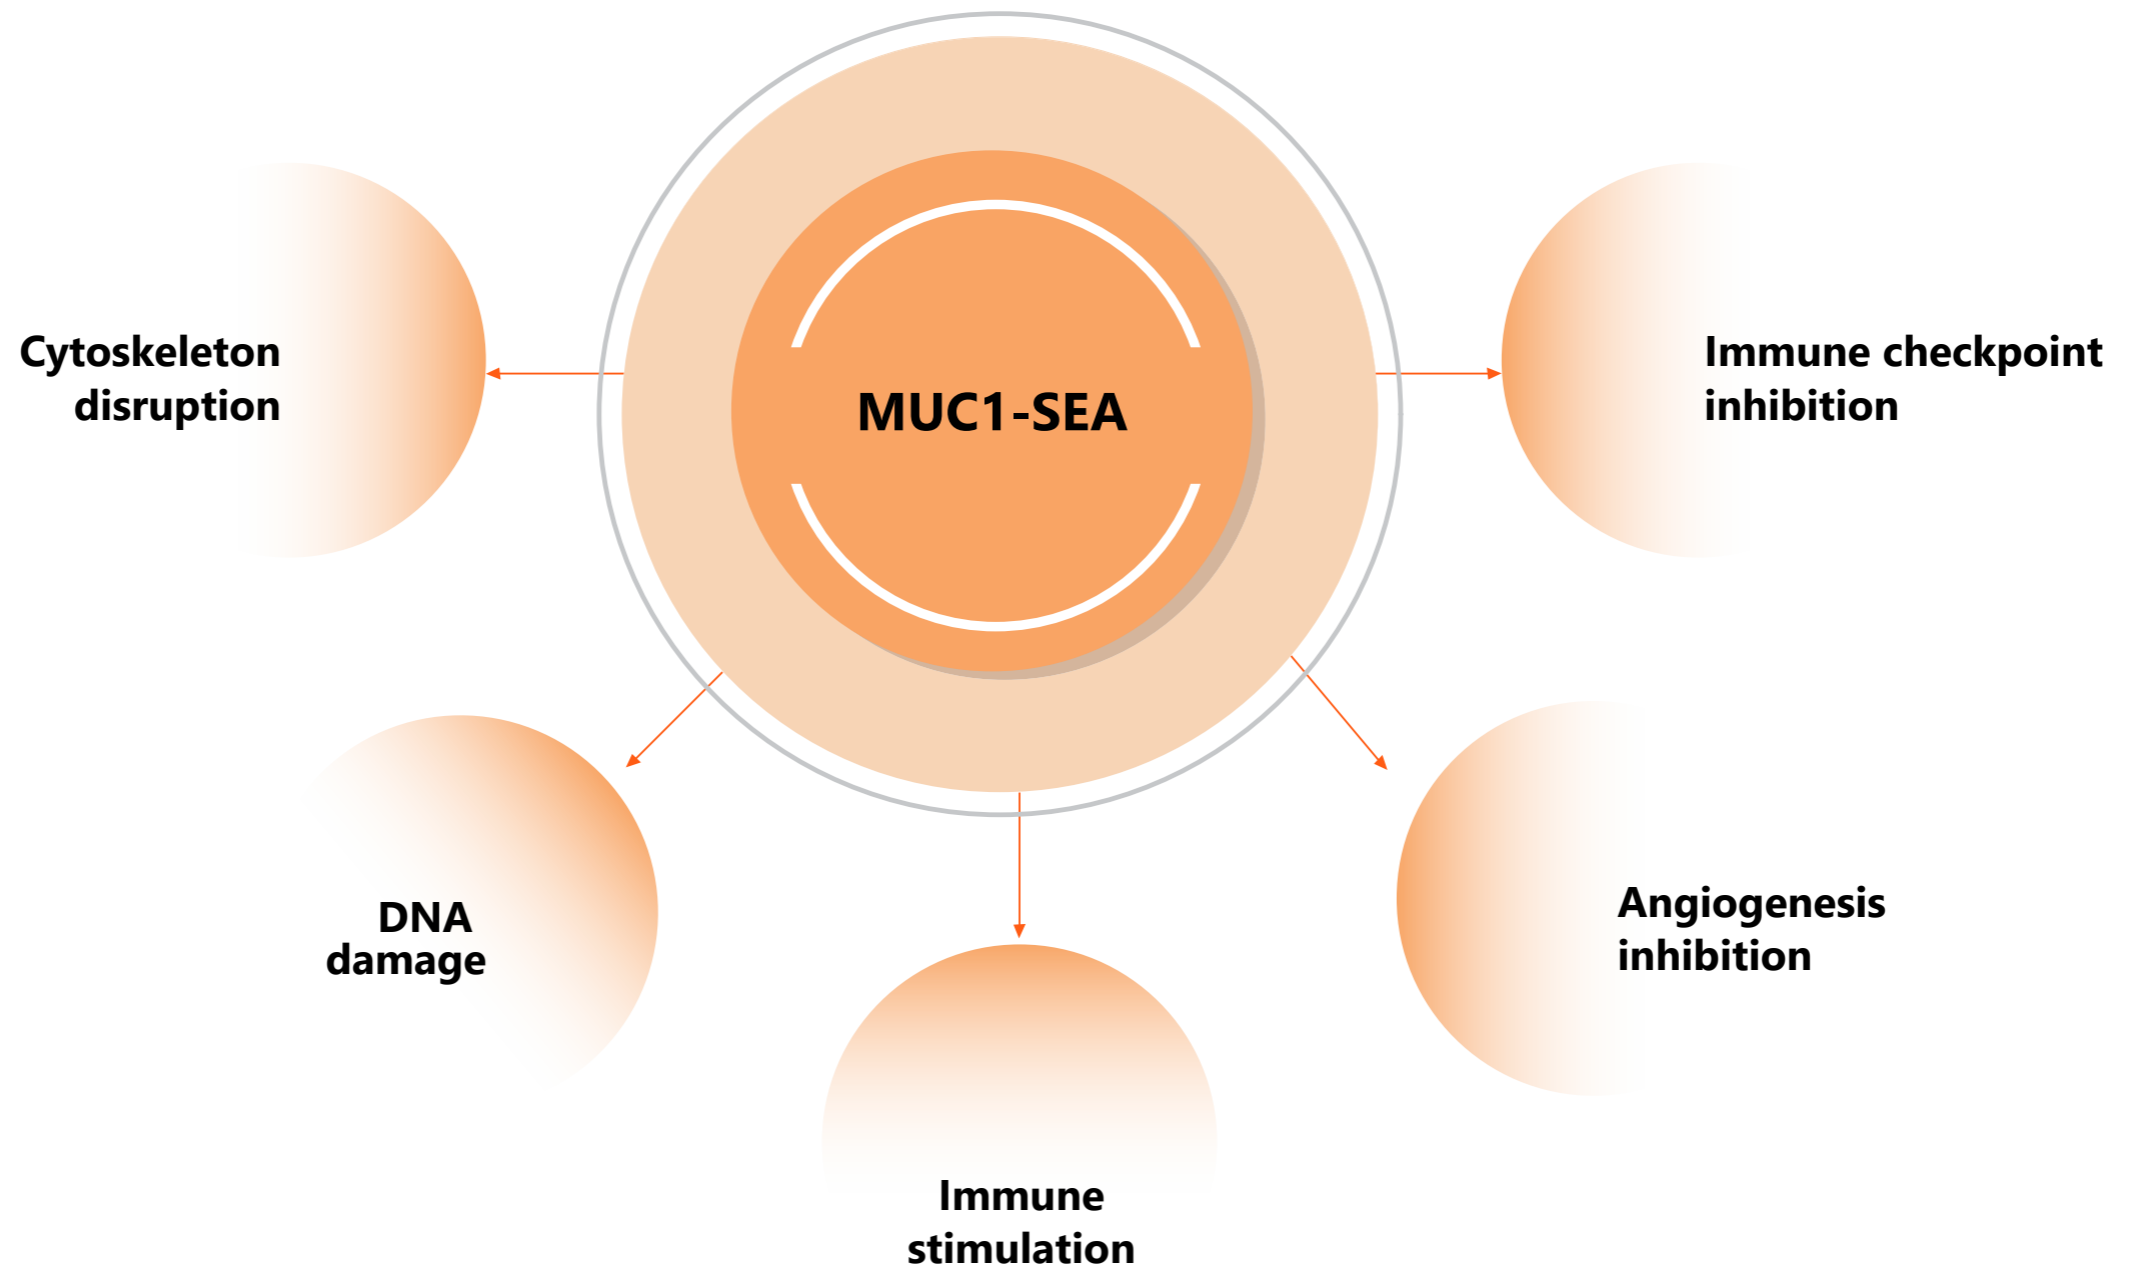 Cytoskeleton
disruption
MUC1-SEA
Immune checkpoint
inhibition
DNA
damage
Angiogenesis
inhibition
Immune
stimulation